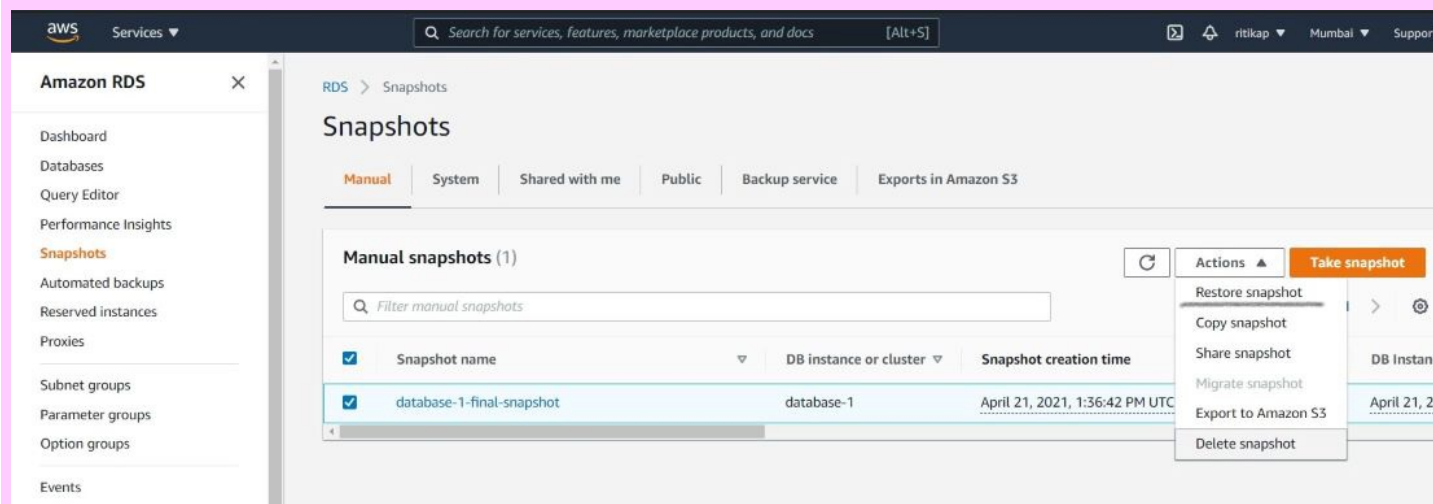 aws Services ▼ Search for services, features, marketplace products, and docs [Alt+S] ritikap ▼ Mumbai ▼ Suppor
Amazon RDS
Dashboard
Databases
Query Editor
Performance Insights
Snapshots
Automated backups
Reserved instances
Proxies
Subnet groups
Parameter groups
Option groups
Events
RDS > Snapshots
Snapshots
Manual System Shared with me Public Backup service Exports in Amazon S3
Manual snapshots (1)
Actions ▲ Take snapshot
Filter manual snapshots
Restore snapshot
Copy snapshot
Share snapshot
Migrate snapshot
Export to Amazon S3
Delete snapshot
Snapshot name DB instance or cluster Snapshot creation time DB Instan
database-1-final-snapshot database-1 April 21, 2021, 1:36:42 PM UTC April 21, 2